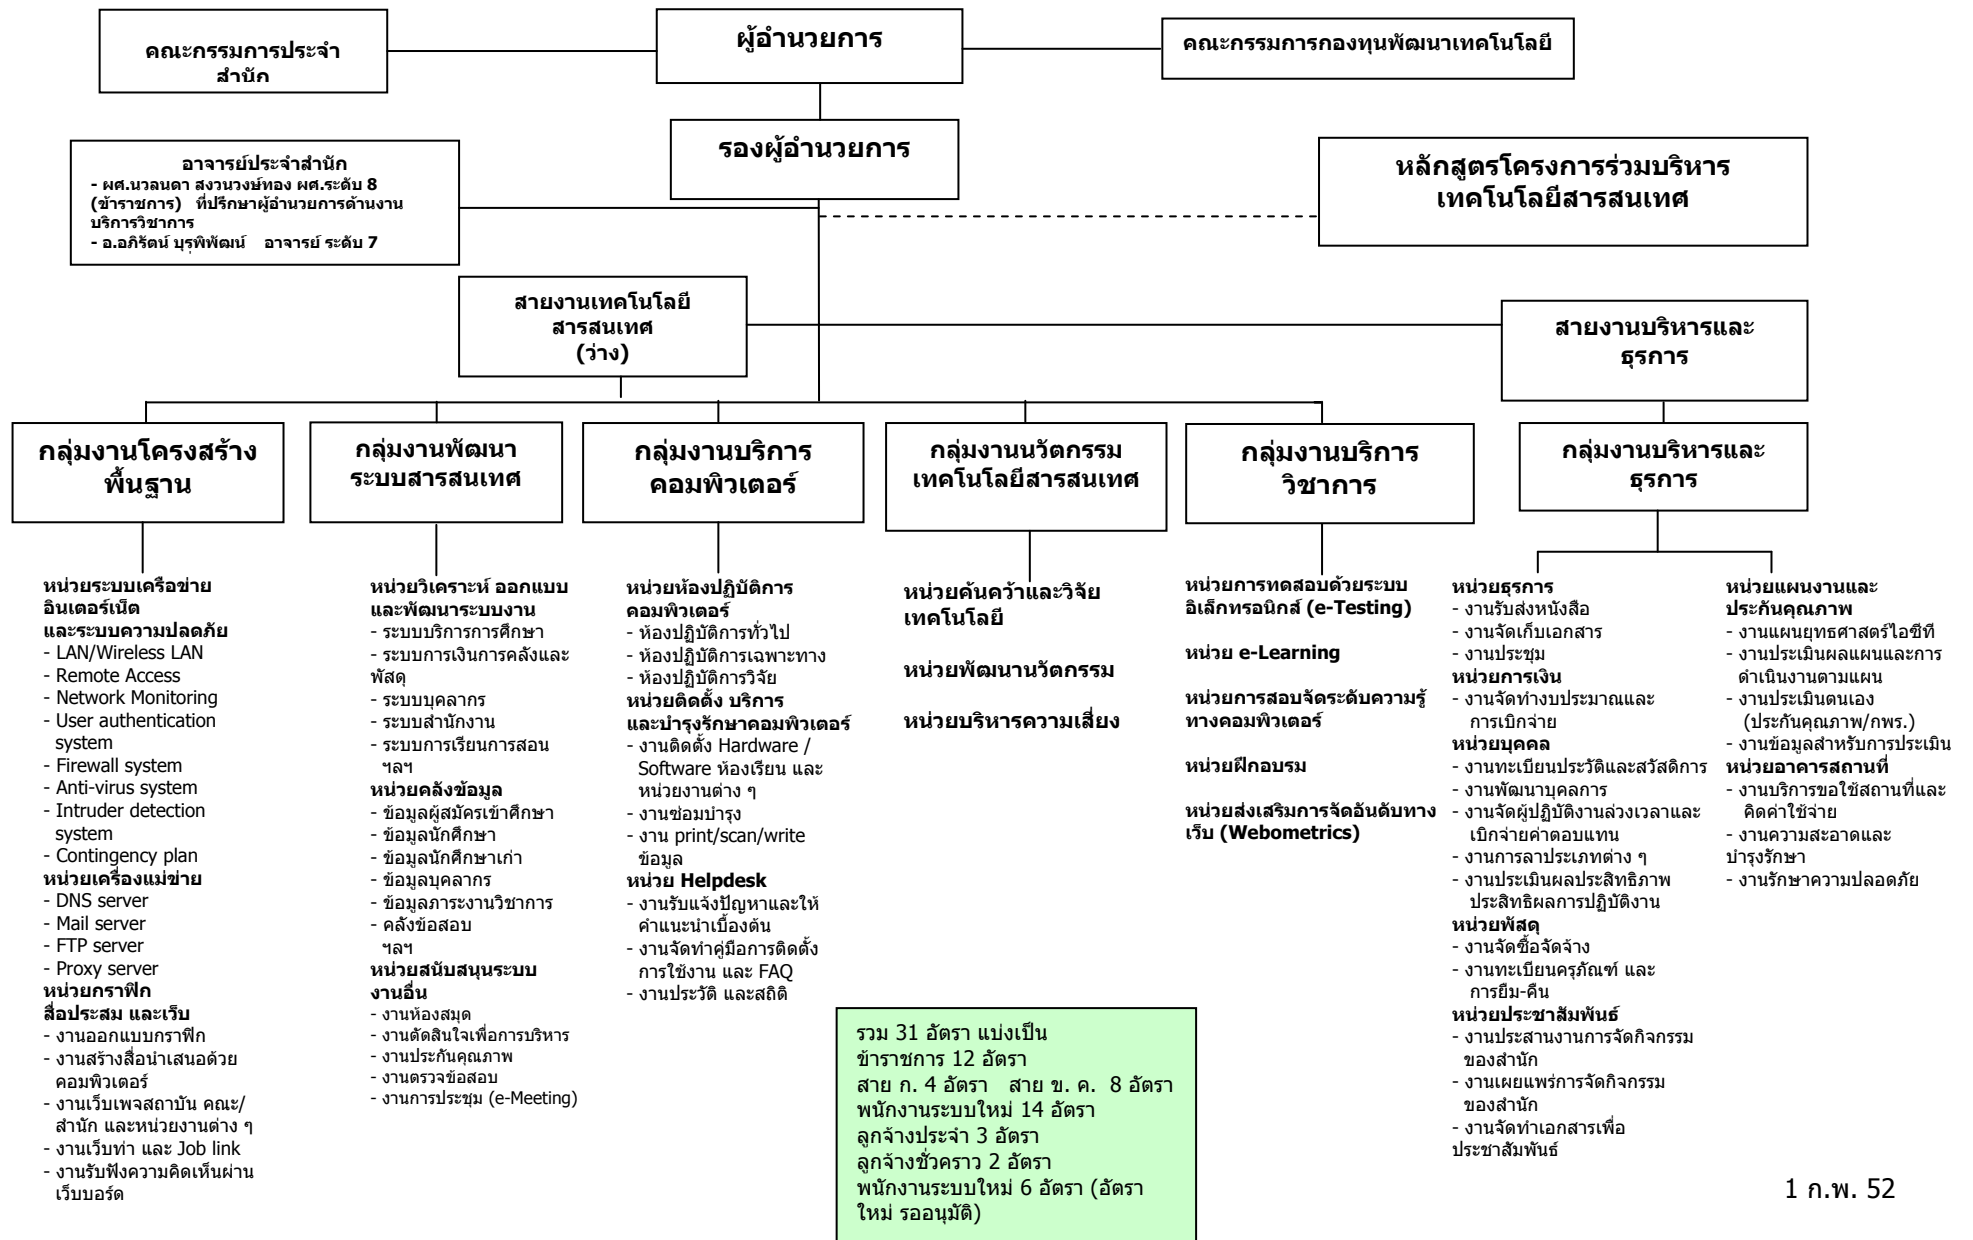 คณะกรรมการประจำ
สำนัก
ผู้อำนวยการ
คณะกรรมการกองทุนพัฒนาเทคโนโลยี
รองผู้อำนวยการ
อาจารย์ประจำสำนัก
- ผศ.นวลนดา สงวนวงษ์ทอง ผศ.ระดับ 8
(ข้าราชการ) ที่ปรึกษาผู้อำนวยการด้านงาน
บริการวิชาการ
- อ.อภิรัตน์ บุรุพิพัฒน์ อาจารย์ ระดับ 7
หลักสูตรโครงการร่วมบริหาร
เทคโนโลยีสารสนเทศ
สายงานเทคโนโลยี
สารสนเทศ
(ว่าง)
สายงานบริหารและ
ธุรการ
กลุ่มงานโครงสร้าง
พื้นฐาน
หน่วยระบบเครือข่าย
อินเตอร์เน็ต
และระบบความปลดภัย
- LAN/Wireless LAN
- Remote Access
- Network Monitoring
- User authentication
system
- Firewall system
- Anti-virus system
- Intruder detection
system
- Contingency plan
หน่วยเครื่องแม่ข่าย
- DNS server
- Mail server
- FTP server
- Proxy server
หน่วยกราฟิก
สื่อประสม และเว็บ
- งานออกแบบกราฟิก
- งานสร้างสื่อนำเสนอด้วย
คอมพิวเตอร์
- งานเว็บเพจสถาบัน คณะ/
สำนัก และหน่วยงานต่าง ๆ
- งานเว็บท่า และ Job link
- งานรับฟังความคิดเห็นผ่าน
เว็บบอร์ด
กลุ่มงานพัฒนา
ระบบสารสนเทศ
หน่วยวิเคราะห์ ออกแบบ
และพัฒนาระบบงาน
- ระบบบริการการศึกษา
- ระบบการเงินการคลังและ
พัสดุ
- ระบบบุคลากร
- ระบบสำนักงาน
- ระบบการเรียนการสอน
ฯลฯ
หน่วยคลังข้อมูล
- ข้อมูลผู้สมัครเข้าศึกษา
- ข้อมูลนักศึกษา
- ข้อมูลนักศึกษาเก่า
- ข้อมูลบุคลากร
- ข้อมูลภาระงานวิชาการ
- คลังข้อสอบ
ฯลฯ
หน่วยสนับสนุนระบบ
งานอื่น
- งานห้องสมุด
- งานตัดสินใจเพื่อการบริหาร
- งานประกันคุณภาพ
- งานตรวจข้อสอบ
- งานการประชุม (e-Meeting)
กลุ่มงานบริการ
คอมพิวเตอร์
หน่วยห้องปฏิบัติการ
คอมพิวเตอร์
- ห้องปฏิบัติการทั่วไป
- ห้องปฏิบัติการเฉพาะทาง
- ห้องปฏิบัติการวิจัย
หน่วยติดตั้ง บริการ
และบำรุงรักษาคอมพิวเตอร์
- งานติดตั้ง Hardware /
Software ห้องเรียน และ
หน่วยงานต่าง ๆ
- งานซ่อมบำรุง
- งาน print/scan/write
ข้อมูล
หน่วย Helpdesk
- งานรับแจ้งปัญหาและให้
คำแนะนำเบื้องต้น
- งานจัดทำคู่มือการติดตั้ง
การใช้งาน และ FAQ
- งานประวัติ และสถิติ
กลุ่มงานนวัตกรรม
เทคโนโลยีสารสนเทศ
หน่วยค้นคว้าและวิจัย
เทคโนโลยี
หน่วยพัฒนานวัตกรรม
หน่วยบริหารความเสี่ยง
กลุ่มงานบริการ
วิชาการ
หน่วยการทดสอบด้วยระบบ
อิเล็กทรอนิกส์ (e-Testing)
หน่วย e-Learning
หน่วยการสอบจัดระดับความรู้
ทางคอมพิวเตอร์
หน่วยฝึกอบรม
หน่วยส่งเสริมการจัดอันดับทาง
เว็บ (Webometrics)
กลุ่มงานบริหารและ
ธุรการ
หน่วยธุรการ
- งานรับส่งหนังสือ
- งานจัดเก็บเอกสาร
- งานประชุม
หน่วยการเงิน
- งานจัดทำงบประมาณและ
การเบิกจ่าย
หน่วยบุคคล
- งานทะเบียนประวัติและสวัสดิการ
- งานพัฒนาบุคลการ
- งานจัดผู้ปฏิบัติงานล่วงเวลาและ
เบิกจ่ายค่าตอบแทน
- งานการลาประเภทต่าง ๆ
- งานประเมินผลประสิทธิภาพ
ประสิทธิผลการปฏิบัติงาน
หน่วยพัสดุ
- งานจัดซื้อจัดจ้าง
- งานทะเบียนครุภัณฑ์ และ
การยืม-คืน
หน่วยประชาสัมพันธ์
- งานประสานงานการจัดกิจกรรม
ของสำนัก
- งานเผยแพร่การจัดกิจกรรม
ของสำนัก
- งานจัดทำเอกสารเพื่อ
ประชาสัมพันธ์
หน่วยแผนงานและ
ประกันคุณภาพ
- งานแผนยุทธศาสตร์ไอซีที
- งานประเมินผลแผนและการ
ดำเนินงานตามแผน
- งานประเมินตนเอง
(ประกันคุณภาพ/กพร.)
- งานข้อมูลสำหรับการประเมิน
หน่วยอาคารสถานที่
- งานบริการขอใช้สถานที่และ
คิดค่าใช้จ่าย
- งานความสะอาดและ
บำรุงรักษา
- งานรักษาความปลอดภัย
รวม 31 อัตรา แบ่งเป็น
ข้าราชการ 12 อัตรา
สาย ก. 4 อัตรา สาย ข. ค. 8 อัตรา
พนักงานระบบใหม่ 14 อัตรา
ลูกจ้างประจำ 3 อัตรา
ลูกจ้างชั่วคราว 2 อัตรา
พนักงานระบบใหม่ 6 อัตรา (อัตรา
ใหม่ รออนุมัติ)
1 ก.พ. 52